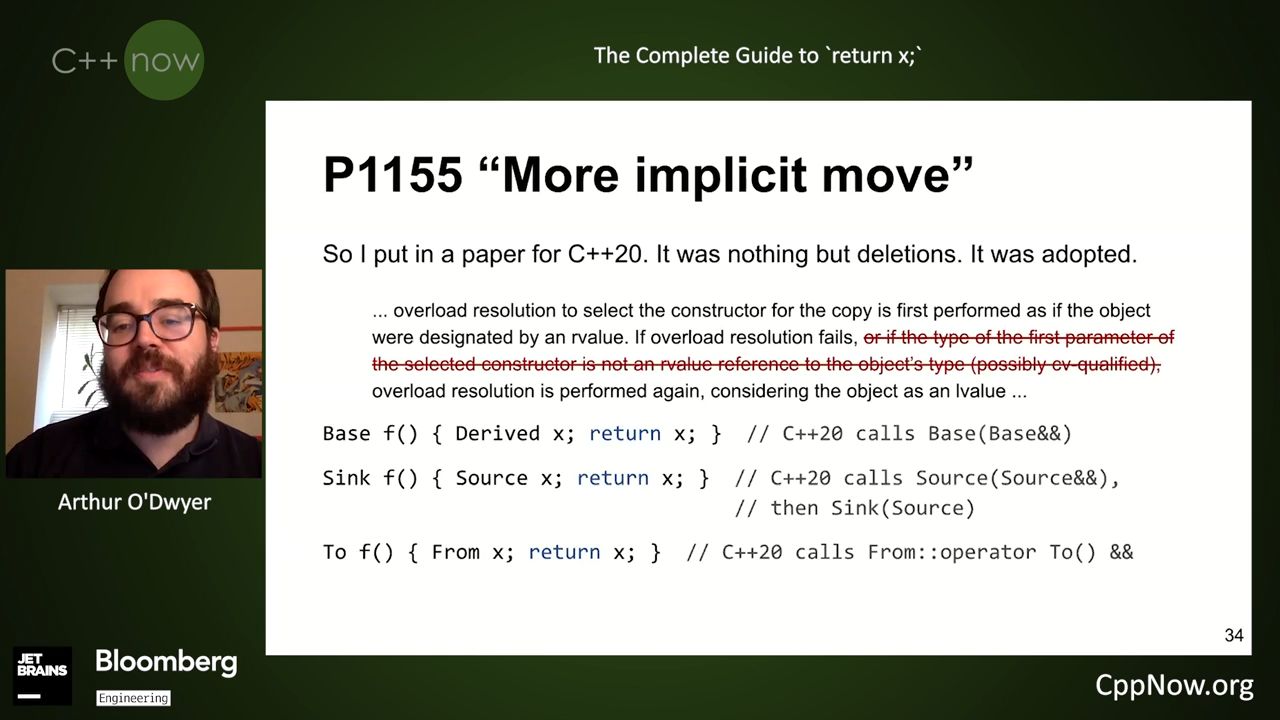 C++ now
The Complete Guide to `return x;`
P1155 “More implicit move”
So I put in a paper for C++20. It was nothing but deletions. It was adopted.
... overload resolution to select the constructor for the copy is first performed as if the object
were designated by an rvalue. If overload resolution fails, or if the type of the first parameter of
the selected constructor is not an rvalue reference to the object’s type (possibly cv-qualified),
overload resolution is performed again, considering the object as an lvalue ...
Base f() { Derived x; return x; } // C++20 calls Base(Base&&)
Sink f() { Source x; return x; } // C++20 calls Source(Source&&),
// then Sink(Source)
To f() { From x; return x; } // C++20 calls From::operator To() &&
34
Arthur O'Dwyer
JET
BRAINS
Bloomberg
Engineering
CppNow.org